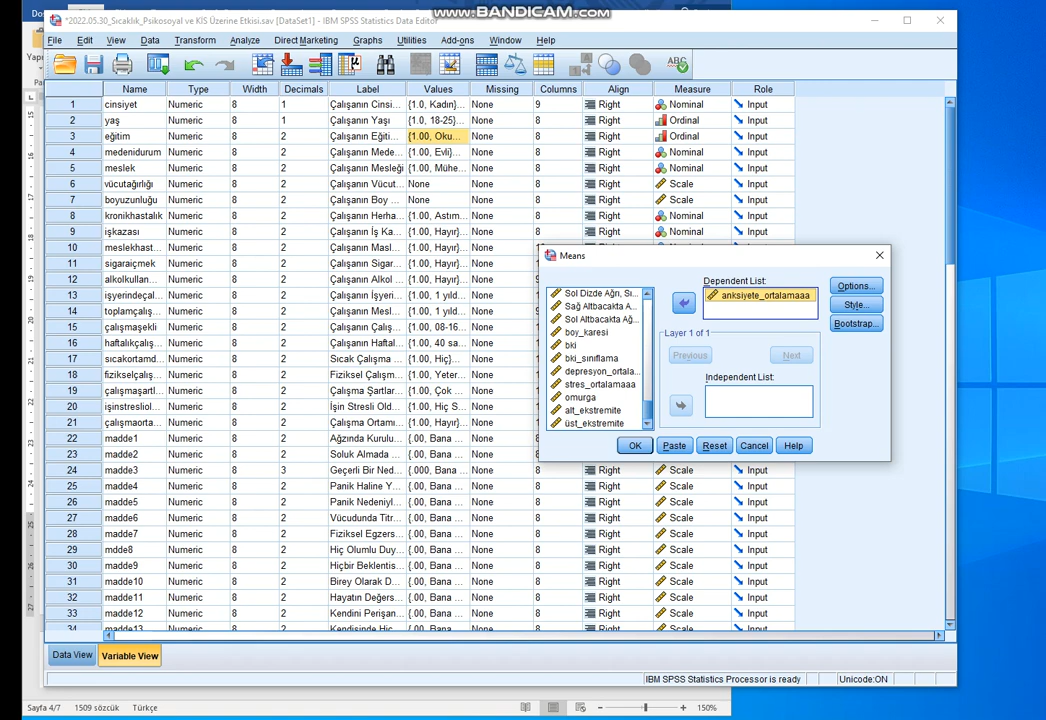 www.BANDICAM.com
*2022.05.30_Sıcaklık_Psikosoyal ve KİS Üzerine Etkisi.sav [DataSet1] - IBM SPSS Statistics Data Editor
File Edit View Data Transform Analyze Direct Marketing Graphs Utilities Add-ons Window Help
Name Type Width Decimals Label Values Missing Columns Align Measure Role
1 cinsiyet Numeric 8 1 Çalışanın Cinsi... {1.0, Kadın}... None 9 Right Nominal Input
2 yaş Numeric 8 1 Çalışanın Yaşı {1.0, 18-25}... None 8 Right Ordinal Input
3 eğitim Numeric 8 2 Çalışanın Eğiti... {1.00, Oku... None 8 Right Ordinal Input
4 medenidurum Numeric 8 2 Çalışanın Mede... {1.00, Evli}... None 8 Right Nominal Input
5 meslek Numeric 8 2 Çalışanın Mesleği {1.00, Mühe... None 8 Right Nominal Input
6 vücutağırlığı Numeric 8 2 Çalışanın Vücut... None None 8 Right Scale Input
7 boyuzunluğu Numeric 8 2 Çalışanın Boy ... None None 8 Right Scale Input
8 kronikhastalık Numeric 8 2 Çalışanın Herha... {1.00, Astım... None 8 Right Nominal Input
9 işkazası Numeric 8 2 Çalışanın İş Ka... {1.00, Hayır}... None 8 Right Nominal Input
10 meslekhast... Numeric 8 2 Çalışanın Masl... {1.00, Hayır}... None
11 sigaraiçmek Numeric 8 2 Çalışanın Sigar... {1.00, Hayır}... None
12 alkolkullan... Numeric 8 2 Çalışanın Alkol ... {1.00, Hayır}... None
13 işyerindeçal... Numeric 8 2 Çalışanın İşyeri... {1.00, 1 yıld... None
14 toplamçalış... Numeric 8 2 Çalışanın Mesl... {1.00, 1 yıld... None
15 çalışmaşekli Numeric 8 2 Çalışanın Çalış... {1.00, 08-16... None
16 haftalıkçalış... Numeric 8 2 Çalışanın Haftal... {1.00, 40 sa... None
17 sıcakortamd... Numeric 8 2 Sıcak Çalışma ... {1.00, Hiç}... None
18 fizikselçalış... Numeric 8 2 Fiziksel Çalışm... {1.00, Yeter... None
19 çalışmaşartl... Numeric 8 2 Çalışma Şartlar... {1.00, Çok ... None
20 işinstresliol... Numeric 8 2 İşin Stresli Old... {1.00, Hiç S... None
21 çalışmaorta... Numeric 8 2 Çalışma Ortamı... {1.00, Hayır}... None
22 madde1 Numeric 8 2 Ağzında Kurulu... {.00, Bana ... None
23 madde2 Numeric 8 2 Soluk Almada ... {.00, Bana ... None
24 madde3 Numeric 8 3 Geçerli Bir Ned... {.000, Bana ... None 8 Right Scale Input
25 madde4 Numeric 8 2 Panik Haline Y... {.00, Bana ... None 8 Right Scale Input
26 madde5 Numeric 8 2 Panik Nedeniyl... {.00, Bana ... None 8 Right Scale Input
27 madde6 Numeric 8 2 Vücudunda Titr... {.00, Bana ... None 8 Right Scale Input
28 madde7 Numeric 8 2 Fiziksel Egzers... {.00, Bana ... None 8 Right Scale Input
29 mdde8 Numeric 8 2 Hiç Olumlu Duy... {.00, Bana ... None 8 Right Scale Input
30 madde9 Numeric 8 2 Hiçbir Beklentis... {.00, Bana ... None 8 Right Scale Input
31 madde10 Numeric 8 2 Birey Olarak D... {.00, Bana ... None 8 Right Scale Input
32 madde11 Numeric 8 2 Hayatın Değers... {.00, Bana ... None 8 Right Scale Input
33 madde12 Numeric 8 2 Kendini Perişan... {.00, Bana ... None 8 Right Scale Input
34 madde13 Numeric 8 2 {.00, Bana ... None 8 Right Scale Input
Means
Dependent List:
anksiyete_ortalamaaa
Sol Dizde Ağrı, Sı...
Sağ Altbacakta A...
Sol Altbacakta Ağ...
boy_karesi
bki
bki_sınıflama
depresyon_ortala...
stres_ortalamaaa
omurga
alt_ekstremite
üst_ekstremite
Layer 1 of 1
Previous Next
Independent List:
Options...
Style...
Bootstrap...
OK Paste Reset Cancel Help
Data View Variable View
IBM SPSS Statistics Processor is ready Unicode:ON
Sayfa 4/7 1509 sözcük Türkçe 150%